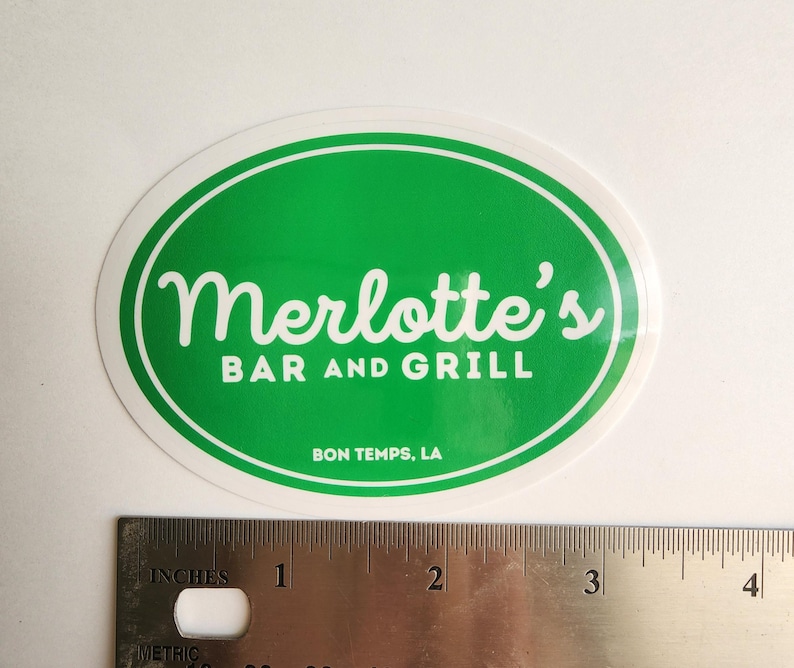 Merlotte's
BAR AND GRILL
BON TEMPS, LA
INCHES 1 2 3 4
METRIC